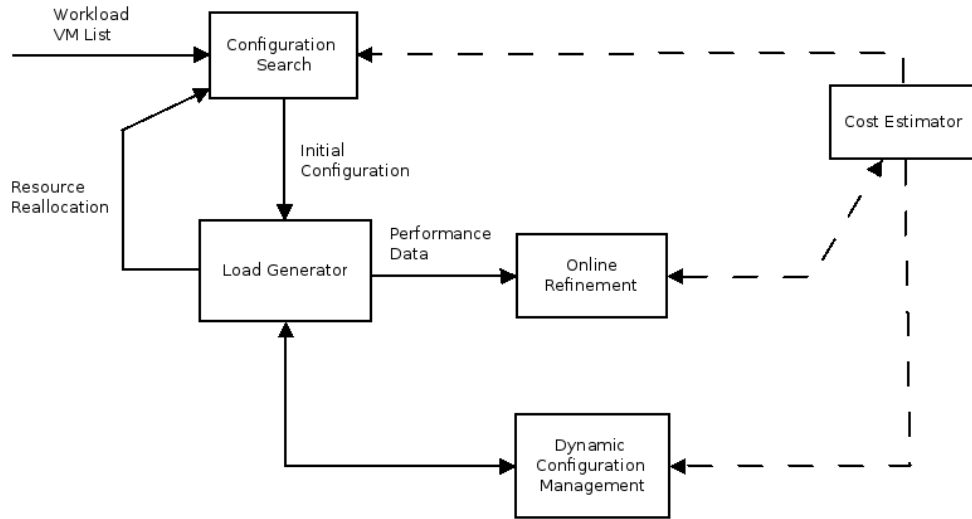 Workload
VM List
Configuration
Search
Cost Estimator
Initial
Configuration
Resource
Reallocation
Load Generator
Performance
Data
Online
Refinement
Dynamic
Configuration
Management